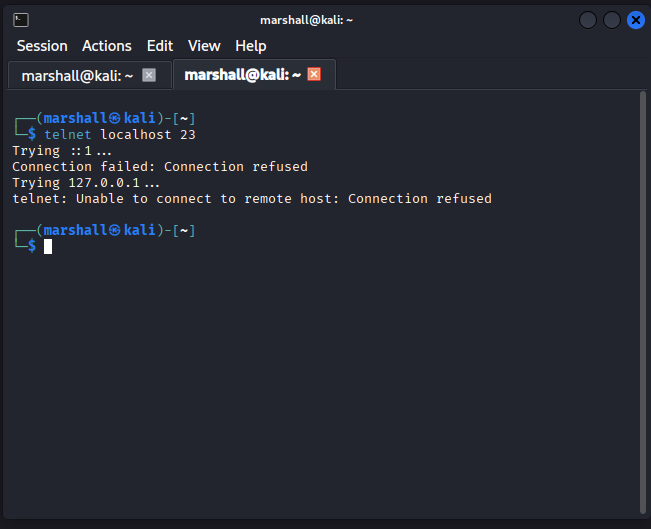 marshall@kali: ~
Session Actions Edit View Help
marshall@kali: ~ marshall@kali: ~
┌──(marshall㉿kali)-[~]
└─$ telnet localhost 23
Trying ::1...
Connection failed: Connection refused
Trying 127.0.0.1...
telnet: Unable to connect to remote host: Connection refused
┌──(marshall㉿kali)-[~]
└─$